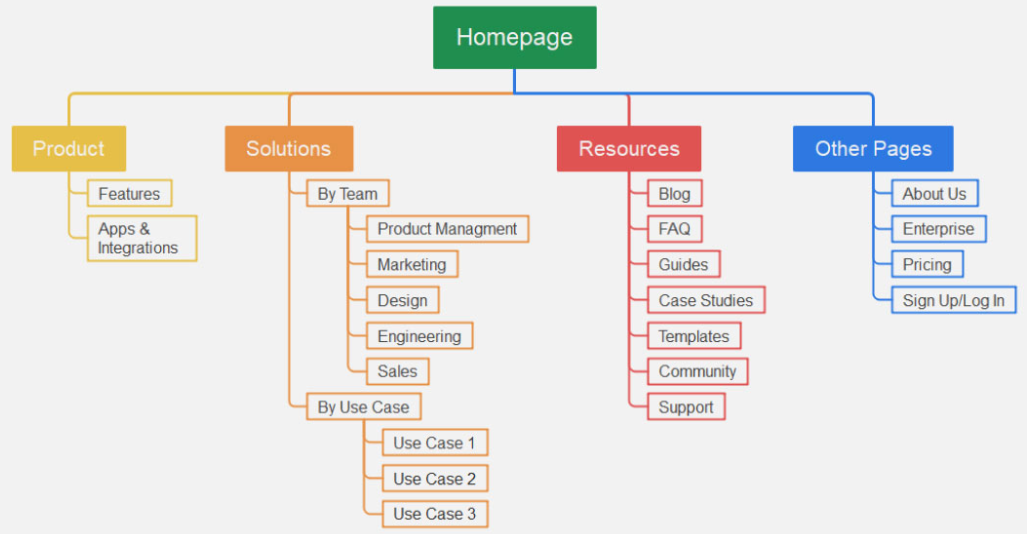 Homepage
Product
Features
Apps &
Integrations
Solutions
By Team
Product Managment
Marketing
Design
Engineering
Sales
By Use Case
Use Case 1
Use Case 2
Use Case 3
Resources
Blog
FAQ
Guides
Case Studies
Templates
Community
Support
Other Pages
About Us
Enterprise
Pricing
Sign Up/Log In